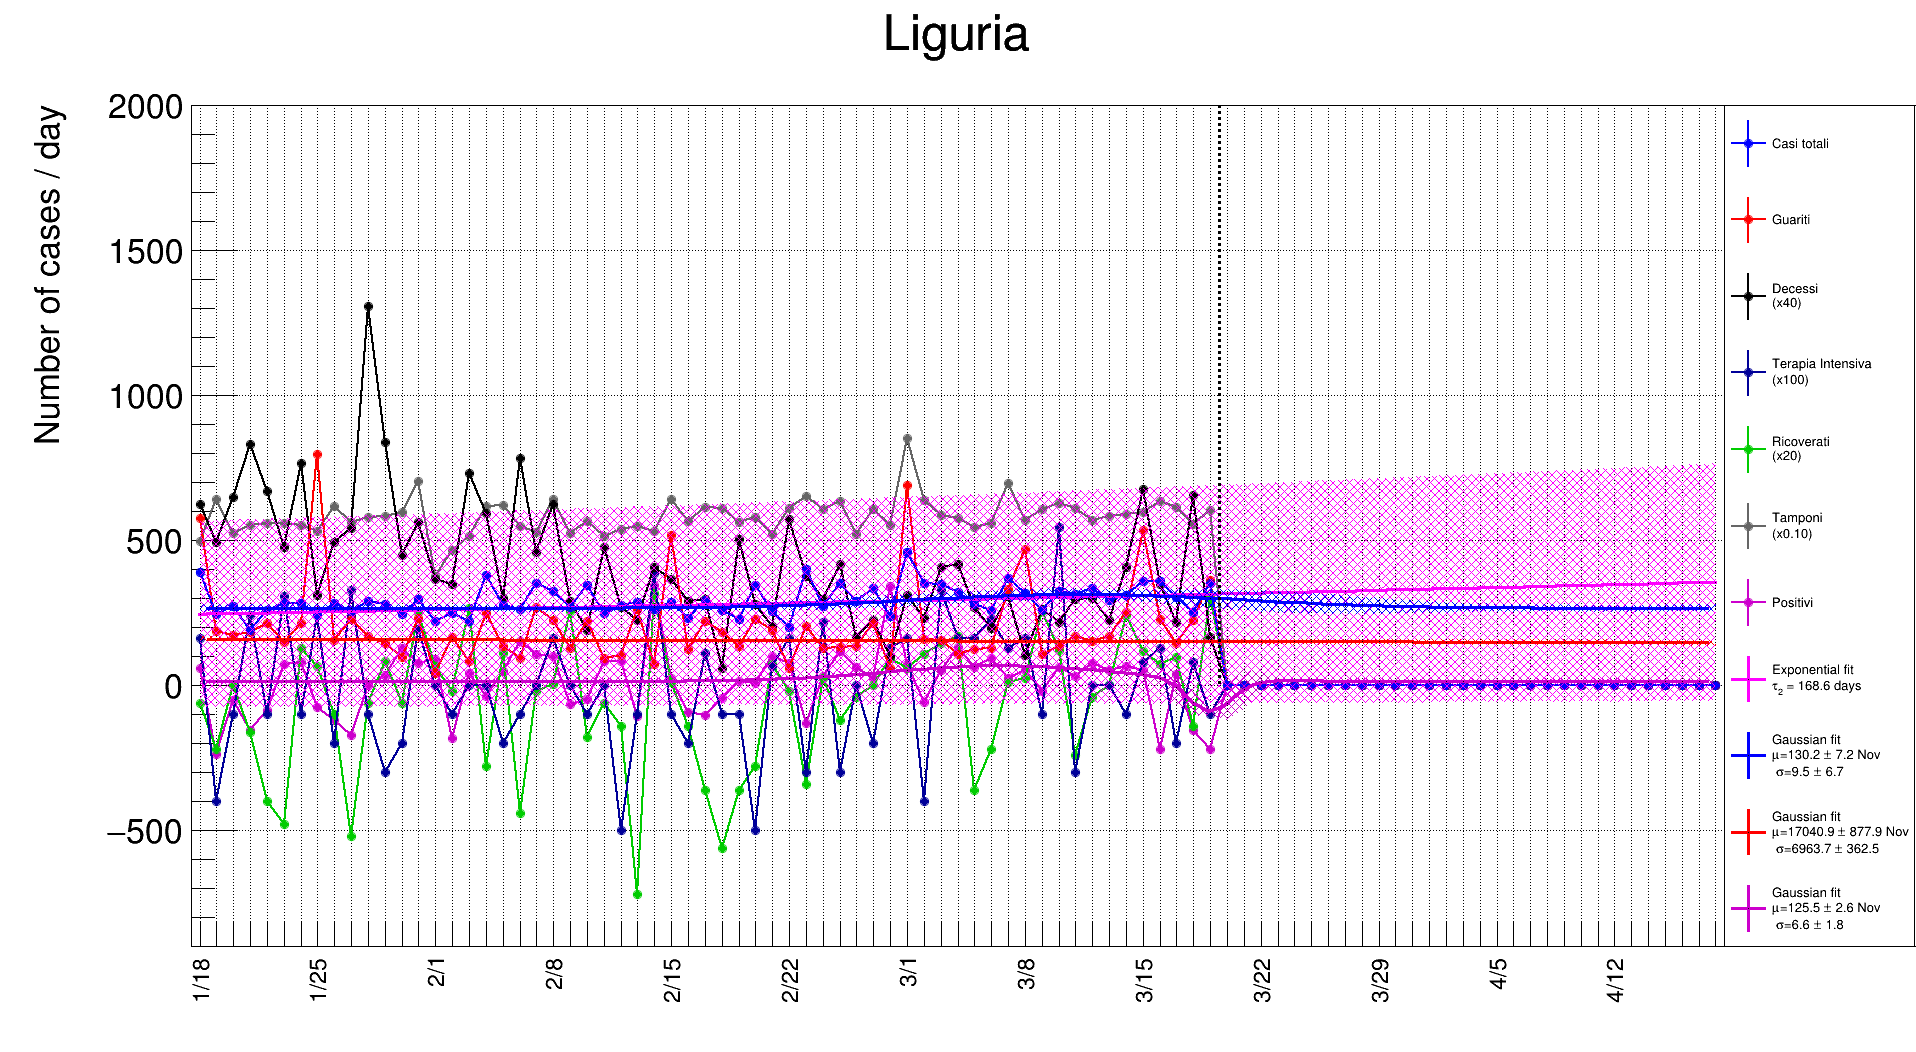 Liguria
Number of cases / day
2000
1500
1000
500
0
−500
1/18
1/25
2/1
2/8
2/15
2/22
3/1
3/8
3/15
3/22
3/29
4/5
4/12
Casi totali
Guariti
Decessi
(x40)
Terapia Intensiva
(x100)
Ricoverati
(x20)
Tamponi
(x0.10)
Positivi
Exponential fit
τ₂ = 168.6 days
Gaussian fit
μ=130.2 ± 7.2 Nov
σ=9.5 ± 6.7
Gaussian fit
μ=17040.9 ± 877.9 Nov
σ=6963.7 ± 362.5
Gaussian fit
μ=125.5 ± 2.6 Nov
σ=6.6 ± 1.8